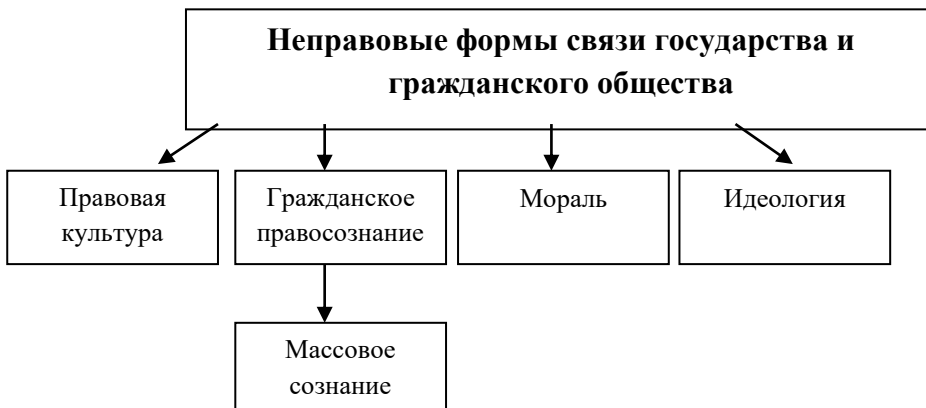 Неправовые формы связи государства и
гражданского общества
Правовая
культура
Гражданское
правосознание
Мораль
Идеология
Массовое
сознание